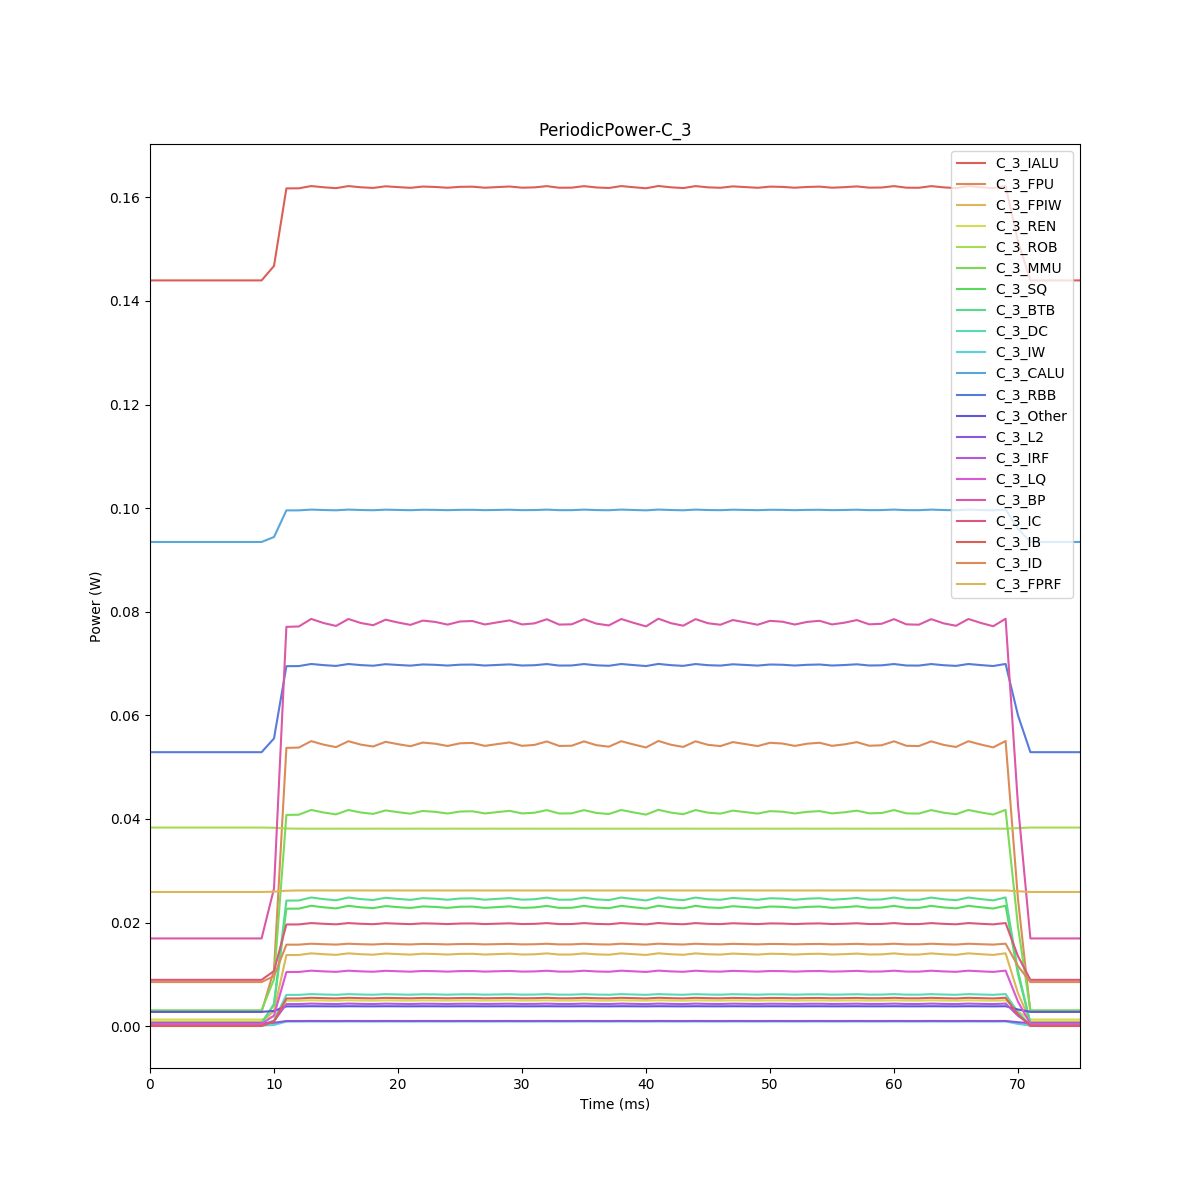 PeriodicPower-C_3
C_3_IALU
C_3_FPU
C_3_FPIW
C_3_REN
C_3_ROB
C_3_MMU
C_3_SQ
C_3_BTB
C_3_DC
C_3_IW
C_3_CALU
C_3_RBB
C_3_Other
C_3_L2
C_3_IRF
C_3_LQ
C_3_BP
C_3_IC
C_3_IB
C_3_ID
C_3_FPRF
0.16
0.14
0.12
0.10
0.08
0.06
0.04
0.02
0.00
Power (W)
0 10 20 30 40 50 60 70
Time (ms)